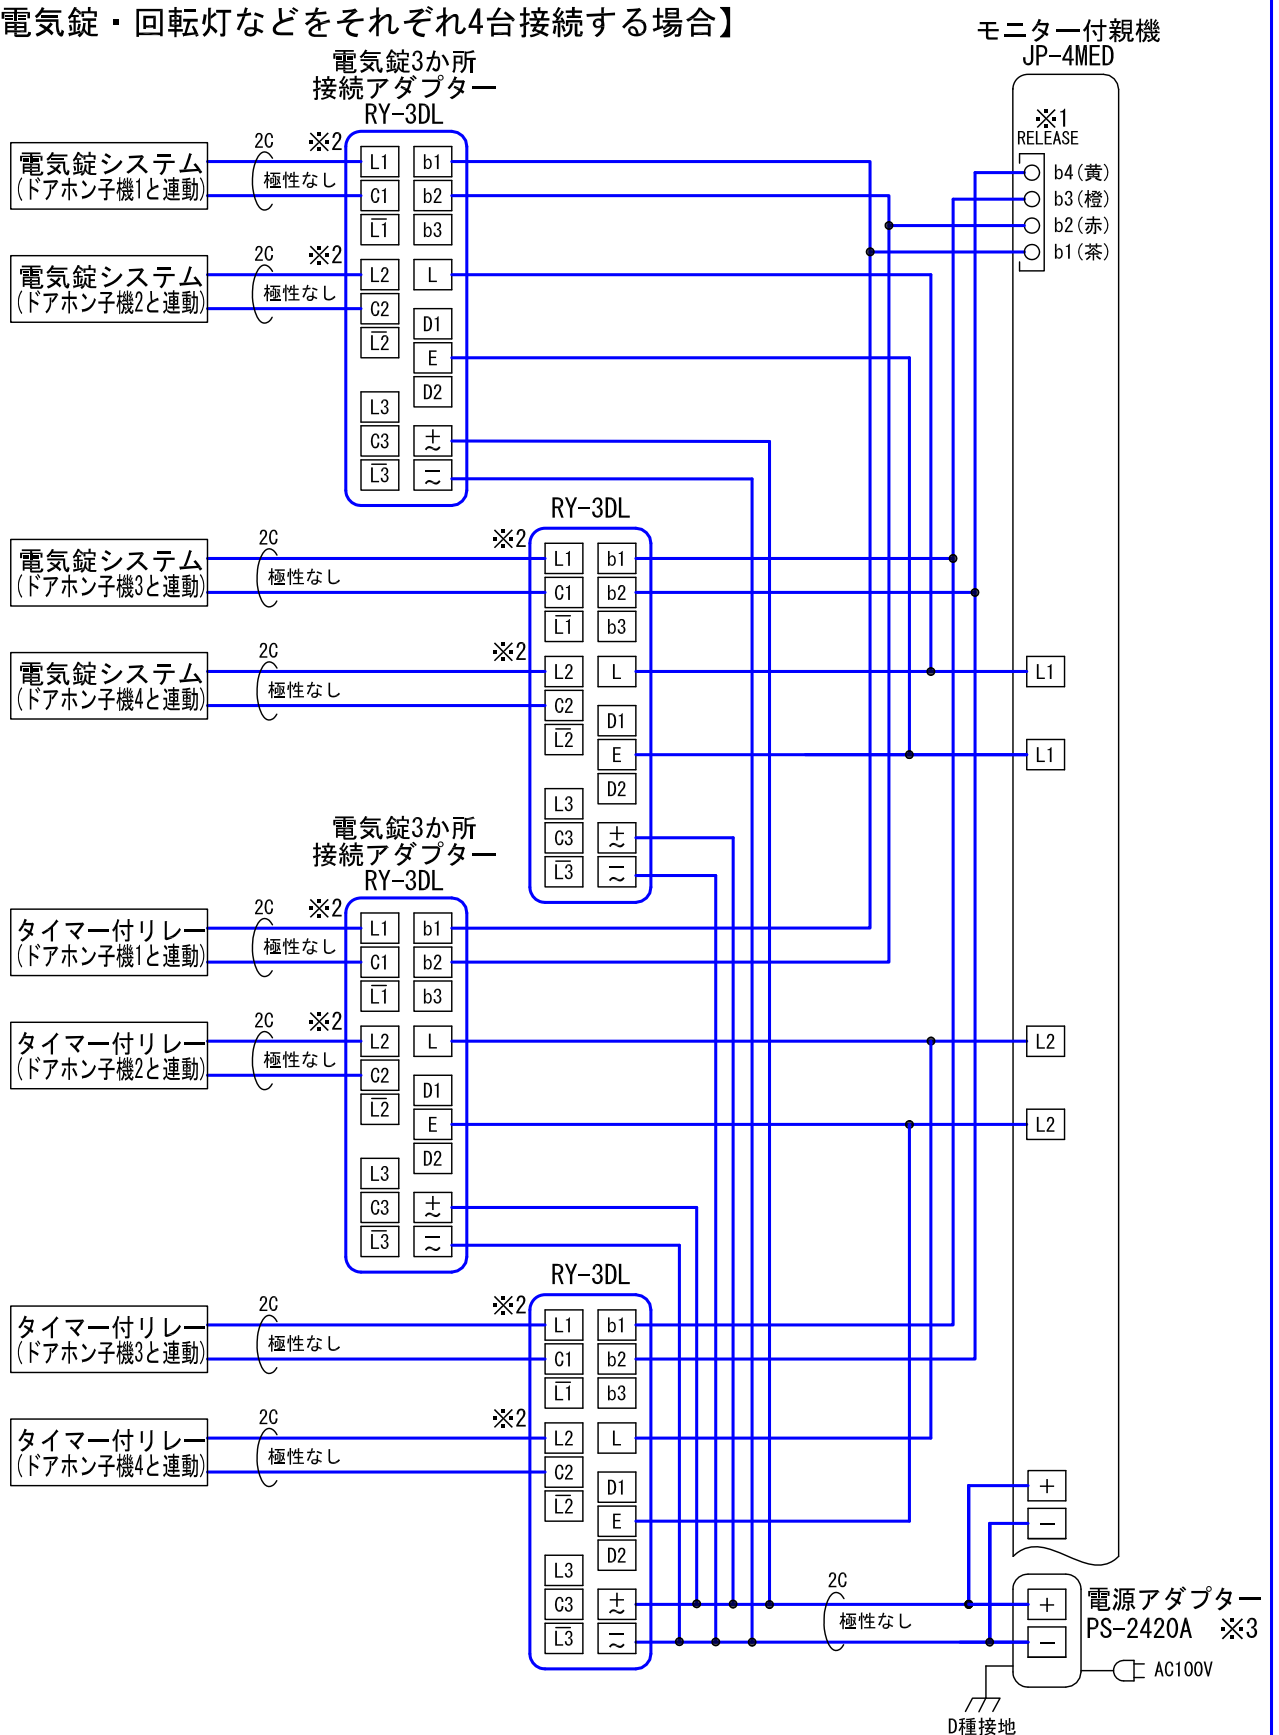 電気錠・回転灯などをそれぞれ4台接続する場合】
モニター付親機
JP-4MED
電気錠3か所
接続アダプター
RY-3DL
※1
RELEASE
b4(黄)
b3(橙)
b2(赤)
b1(茶)
電気錠システム
(ドアホン子機1と連動)
2C
※2
極性なし
L1 b1
C1 b2
L̅1̅ b3
電気錠システム
(ドアホン子機2と連動)
2C
※2
極性なし
L2 L
C2
D1
L̅2̅
E
D2
L3
C3 ±~
L̅3̅ −~
RY-3DL
電気錠システム
(ドアホン子機3と連動)
2C
※2
極性なし
L1 b1
C1 b2
L̅1̅ b3
電気錠システム
(ドアホン子機4と連動)
2C
※2
極性なし
L2 L
C2
D1
L̅2̅
E
D2
L3
C3 ±~
L̅3̅ −~
L1
L1
電気錠3か所
接続アダプター
RY-3DL
タイマー付リレー
(ドアホン子機1と連動)
2C
※2
極性なし
L1 b1
C1 b2
L̅1̅ b3
タイマー付リレー
(ドアホン子機2と連動)
2C
※2
極性なし
L2 L
C2
D1
L̅2̅
E
D2
L3
C3 ±~
L̅3̅ −~
L2
L2
RY-3DL
タイマー付リレー
(ドアホン子機3と連動)
2C
※2
極性なし
L1 b1
C1 b2
L̅1̅ b3
タイマー付リレー
(ドアホン子機4と連動)
2C
※2
極性なし
L2 L
C2
D1
L̅2̅
E
D2
L3
C3 ±~
L̅3̅ −~
2C
極性なし
+
−
+
−
電源アダプター
PS-2420A ※3
AC100V
D種接地